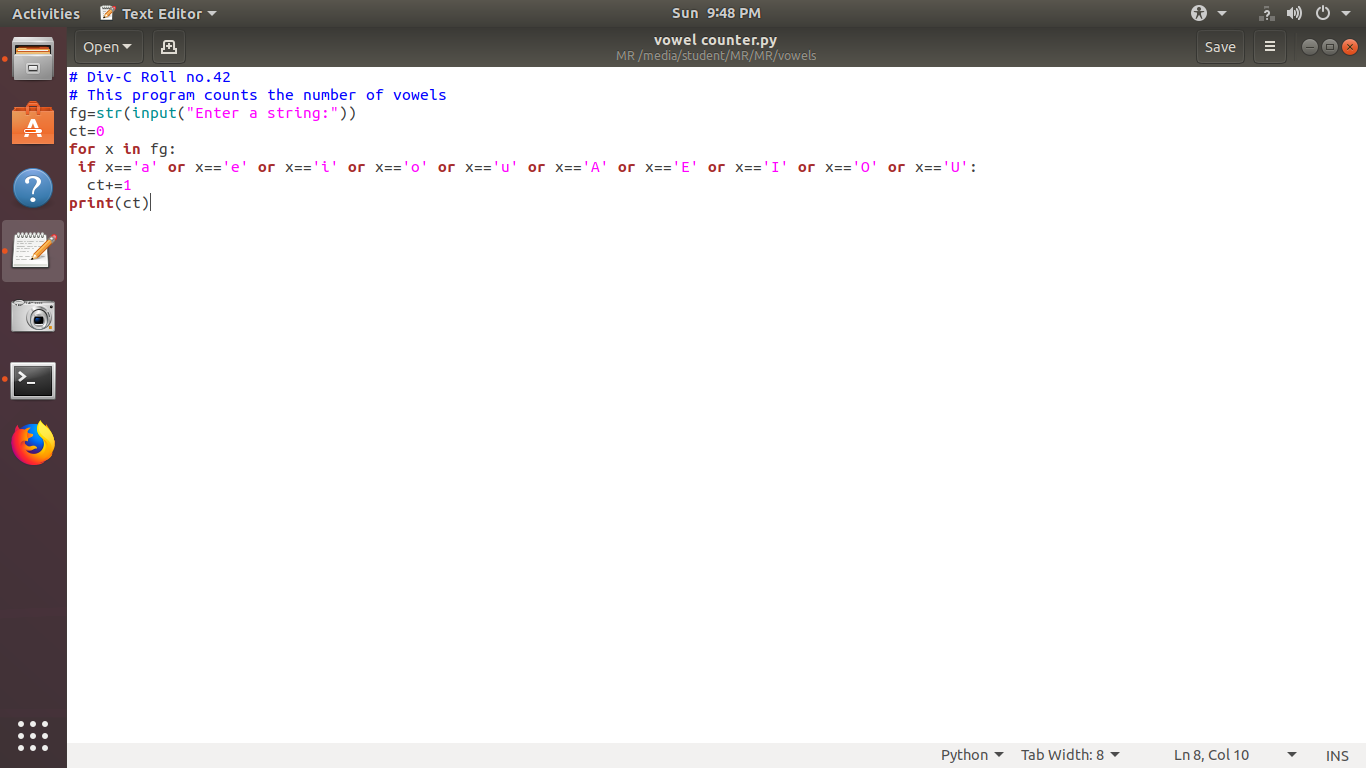 Activities Text Editor Sun 9:48 PM
Open vowel counter.py Save
MR /media/student/MR/MR/vowels
# Div-C Roll no.42
# This program counts the number of vowels
fg=str(input("Enter a string:"))
ct=0
for x in fg:
 if x=='a' or x=='e' or x=='i' or x=='o' or x=='u' or x=='A' or x=='E' or x=='I' or x=='O' or x=='U':
  ct+=1
print(ct)
Python Tab Width: 8 Ln 8, Col 10 INS